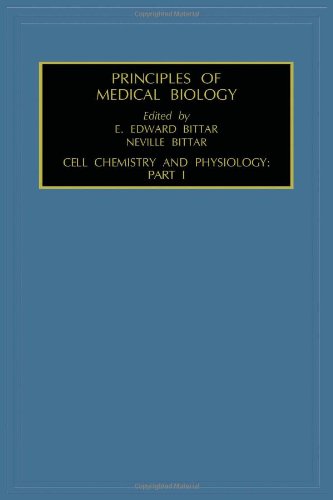 PRINCIPLES OF
MEDICAL BIOLOGY
Edited by
E. EDWARD BITTAR
NEVILLE BITTAR
CELL CHEMISTRY AND PHYSIOLOGY:
PART I